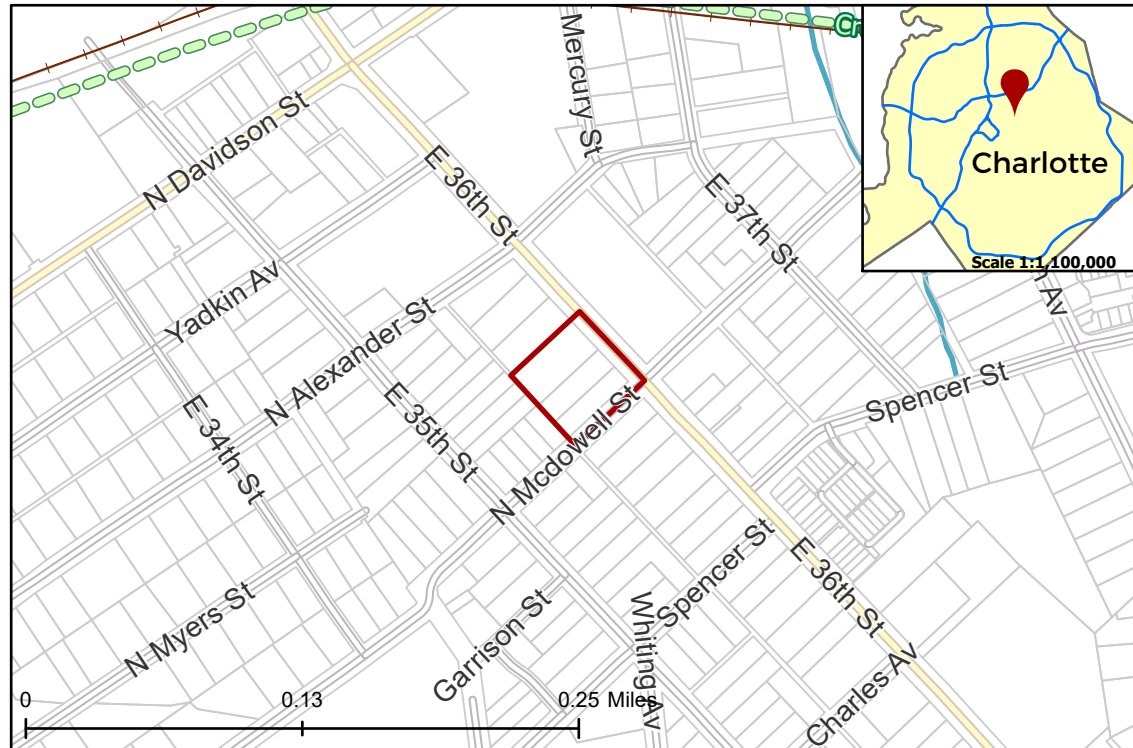 Cr
Mercury St
Charlotte
Scale 1:1,100,000
N Davidson St
E 36th St
E 37th St
Yadkin Av
N Alexander St
E 35th St
E 34th St
N Mcdowell St
Spencer St
Spencer St
E 36th St
N Myers St
Garrison St
Whiting Av
Charles Av
Av
0
0.13
0.25 Miles